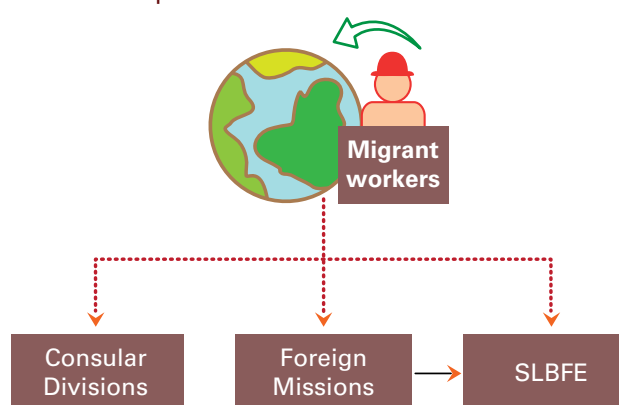 Migrant
workers
Consular
Divisions
Foreign
Missions
SLBFE